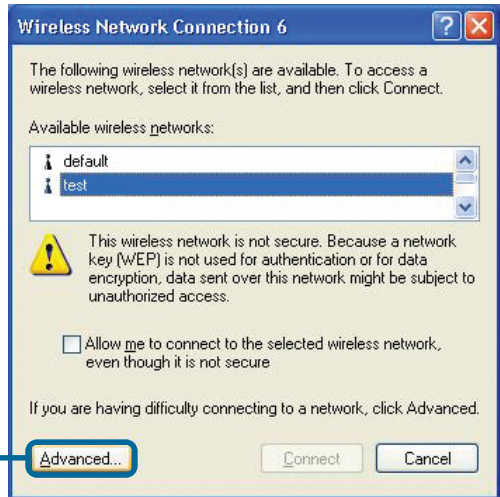 Wireless Network Connection 6
The following wireless network(s) are available. To access a
wireless network, select it from the list, and then click Connect.
Available wireless networks:
default
test
This wireless network is not secure. Because a network
key (WEP) is not used for authentication or for data
encryption, data sent over this network might be subject to
unauthorized access.
Allow me to connect to the selected wireless network,
even though it is not secure
If you are having difficulty connecting to a network, click Advanced.
Advanced... Connect Cancel